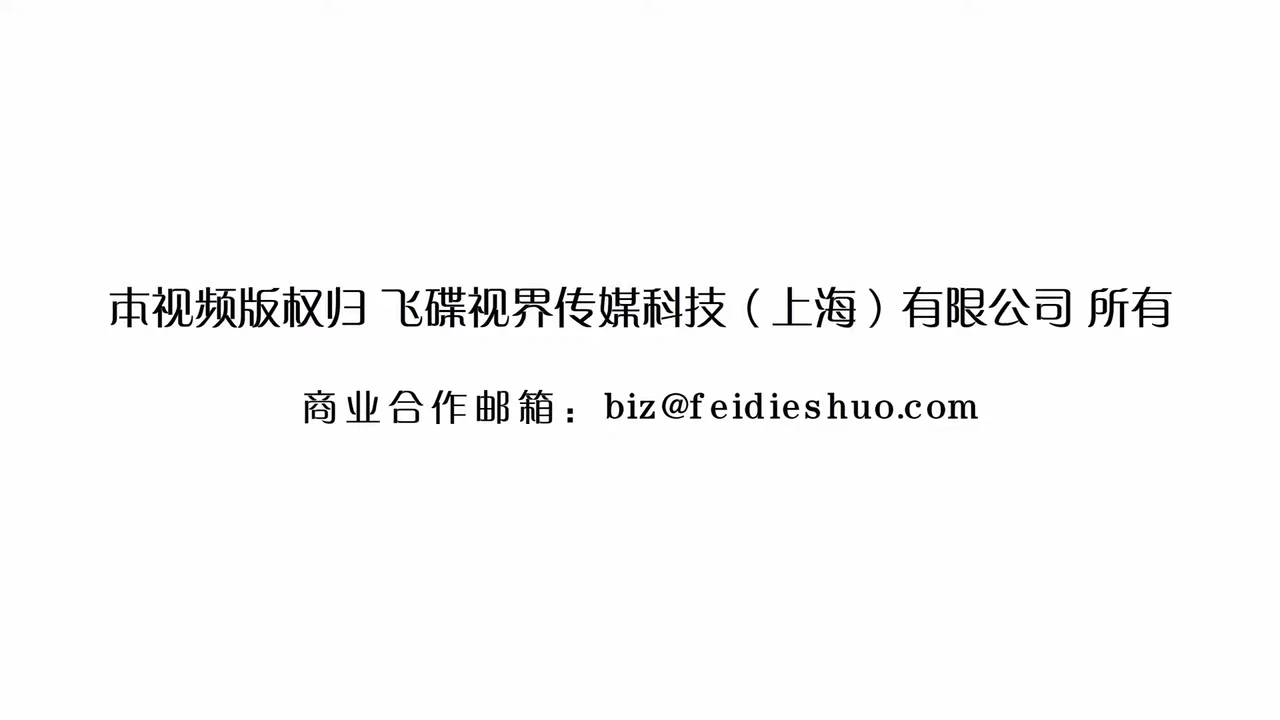 本视频版权归 飞碟视界传媒科技（上海）有限公司 所有
商业合作邮箱：biz@feidieshuo.com